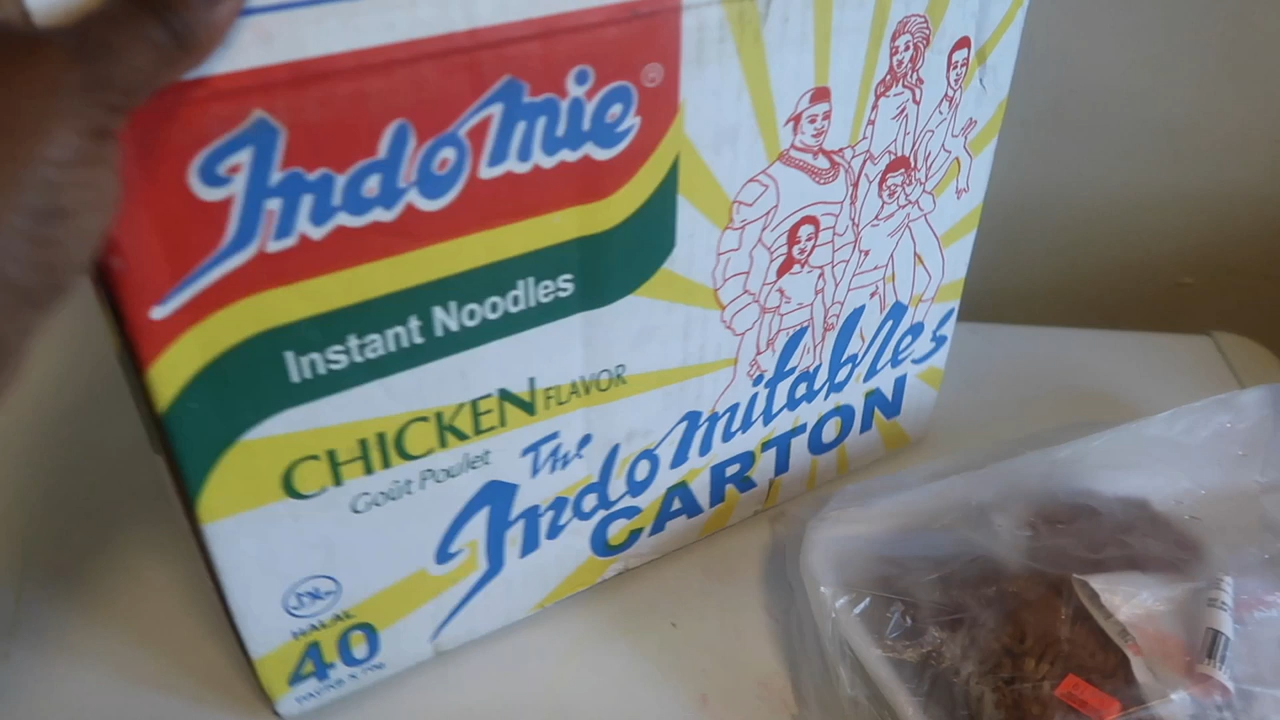 Indomie ®
Instant Noodles
CHICKEN FLAVOR
Goût Poulet
The
Indomitables
CARTON
HALAL
40